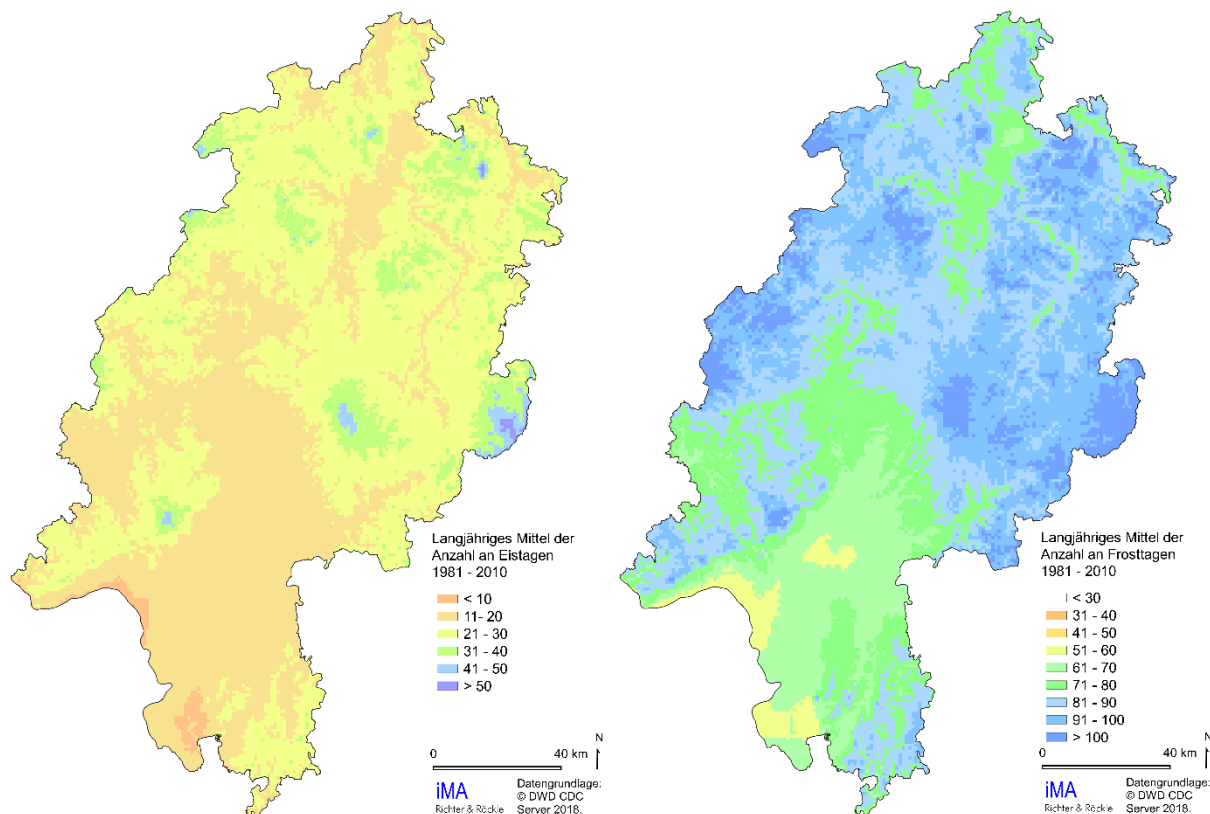 Langjähriges Mittel der
Anzahl an Eistagen
1981 - 2010
< 10
11- 20
21 - 30
31 - 40
41 - 50
> 50
0 40 km
N
iMA
Richter & Röckle
Datengrundlage:
© DWD CDC
Server 2018.
Langjähriges Mittel der
Anzahl an Frosttagen
1981 - 2010
< 30
31 - 40
41 - 50
51 - 60
61 - 70
71 - 80
81 - 90
91 - 100
> 100
0 40 km
N
iMA
Richter & Röckle
Datengrundlage:
© DWD CDC
Server 2018.